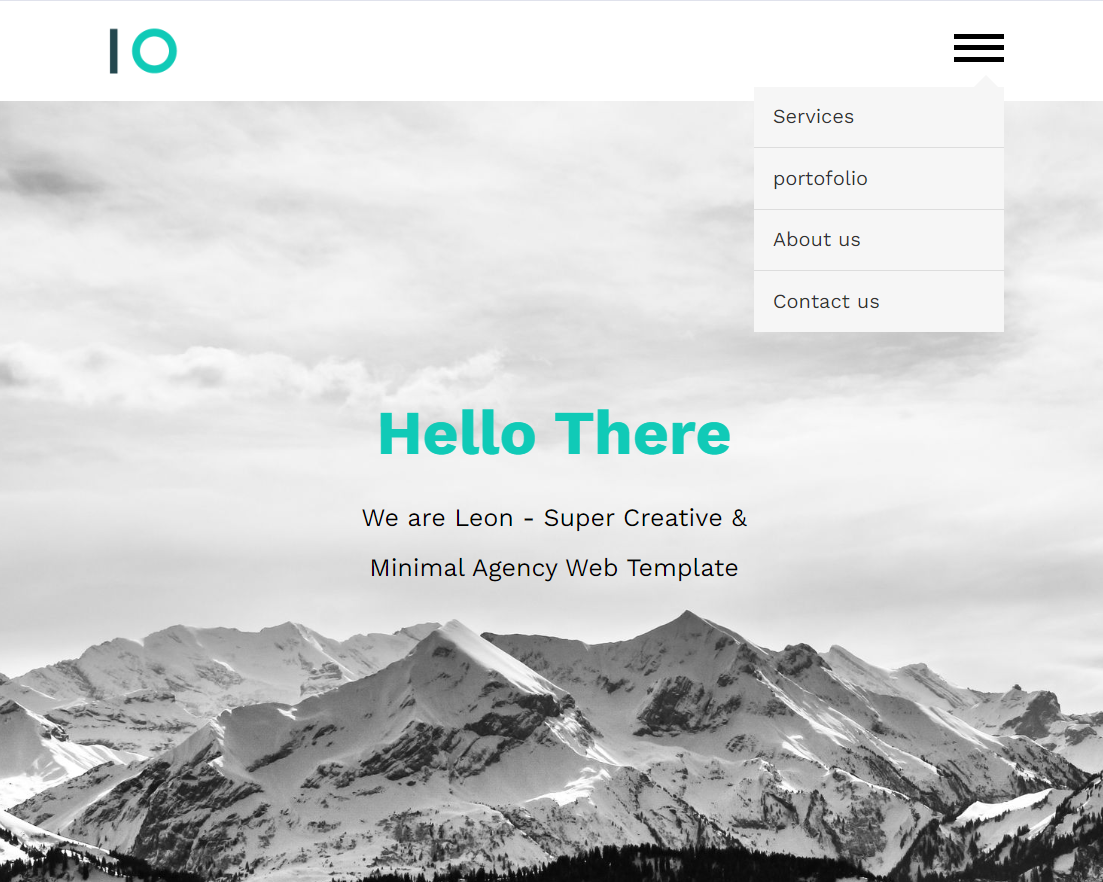 IO
Services
portofolio
About us
Contact us
Hello There
We are Leon - Super Creative &
Minimal Agency Web Template